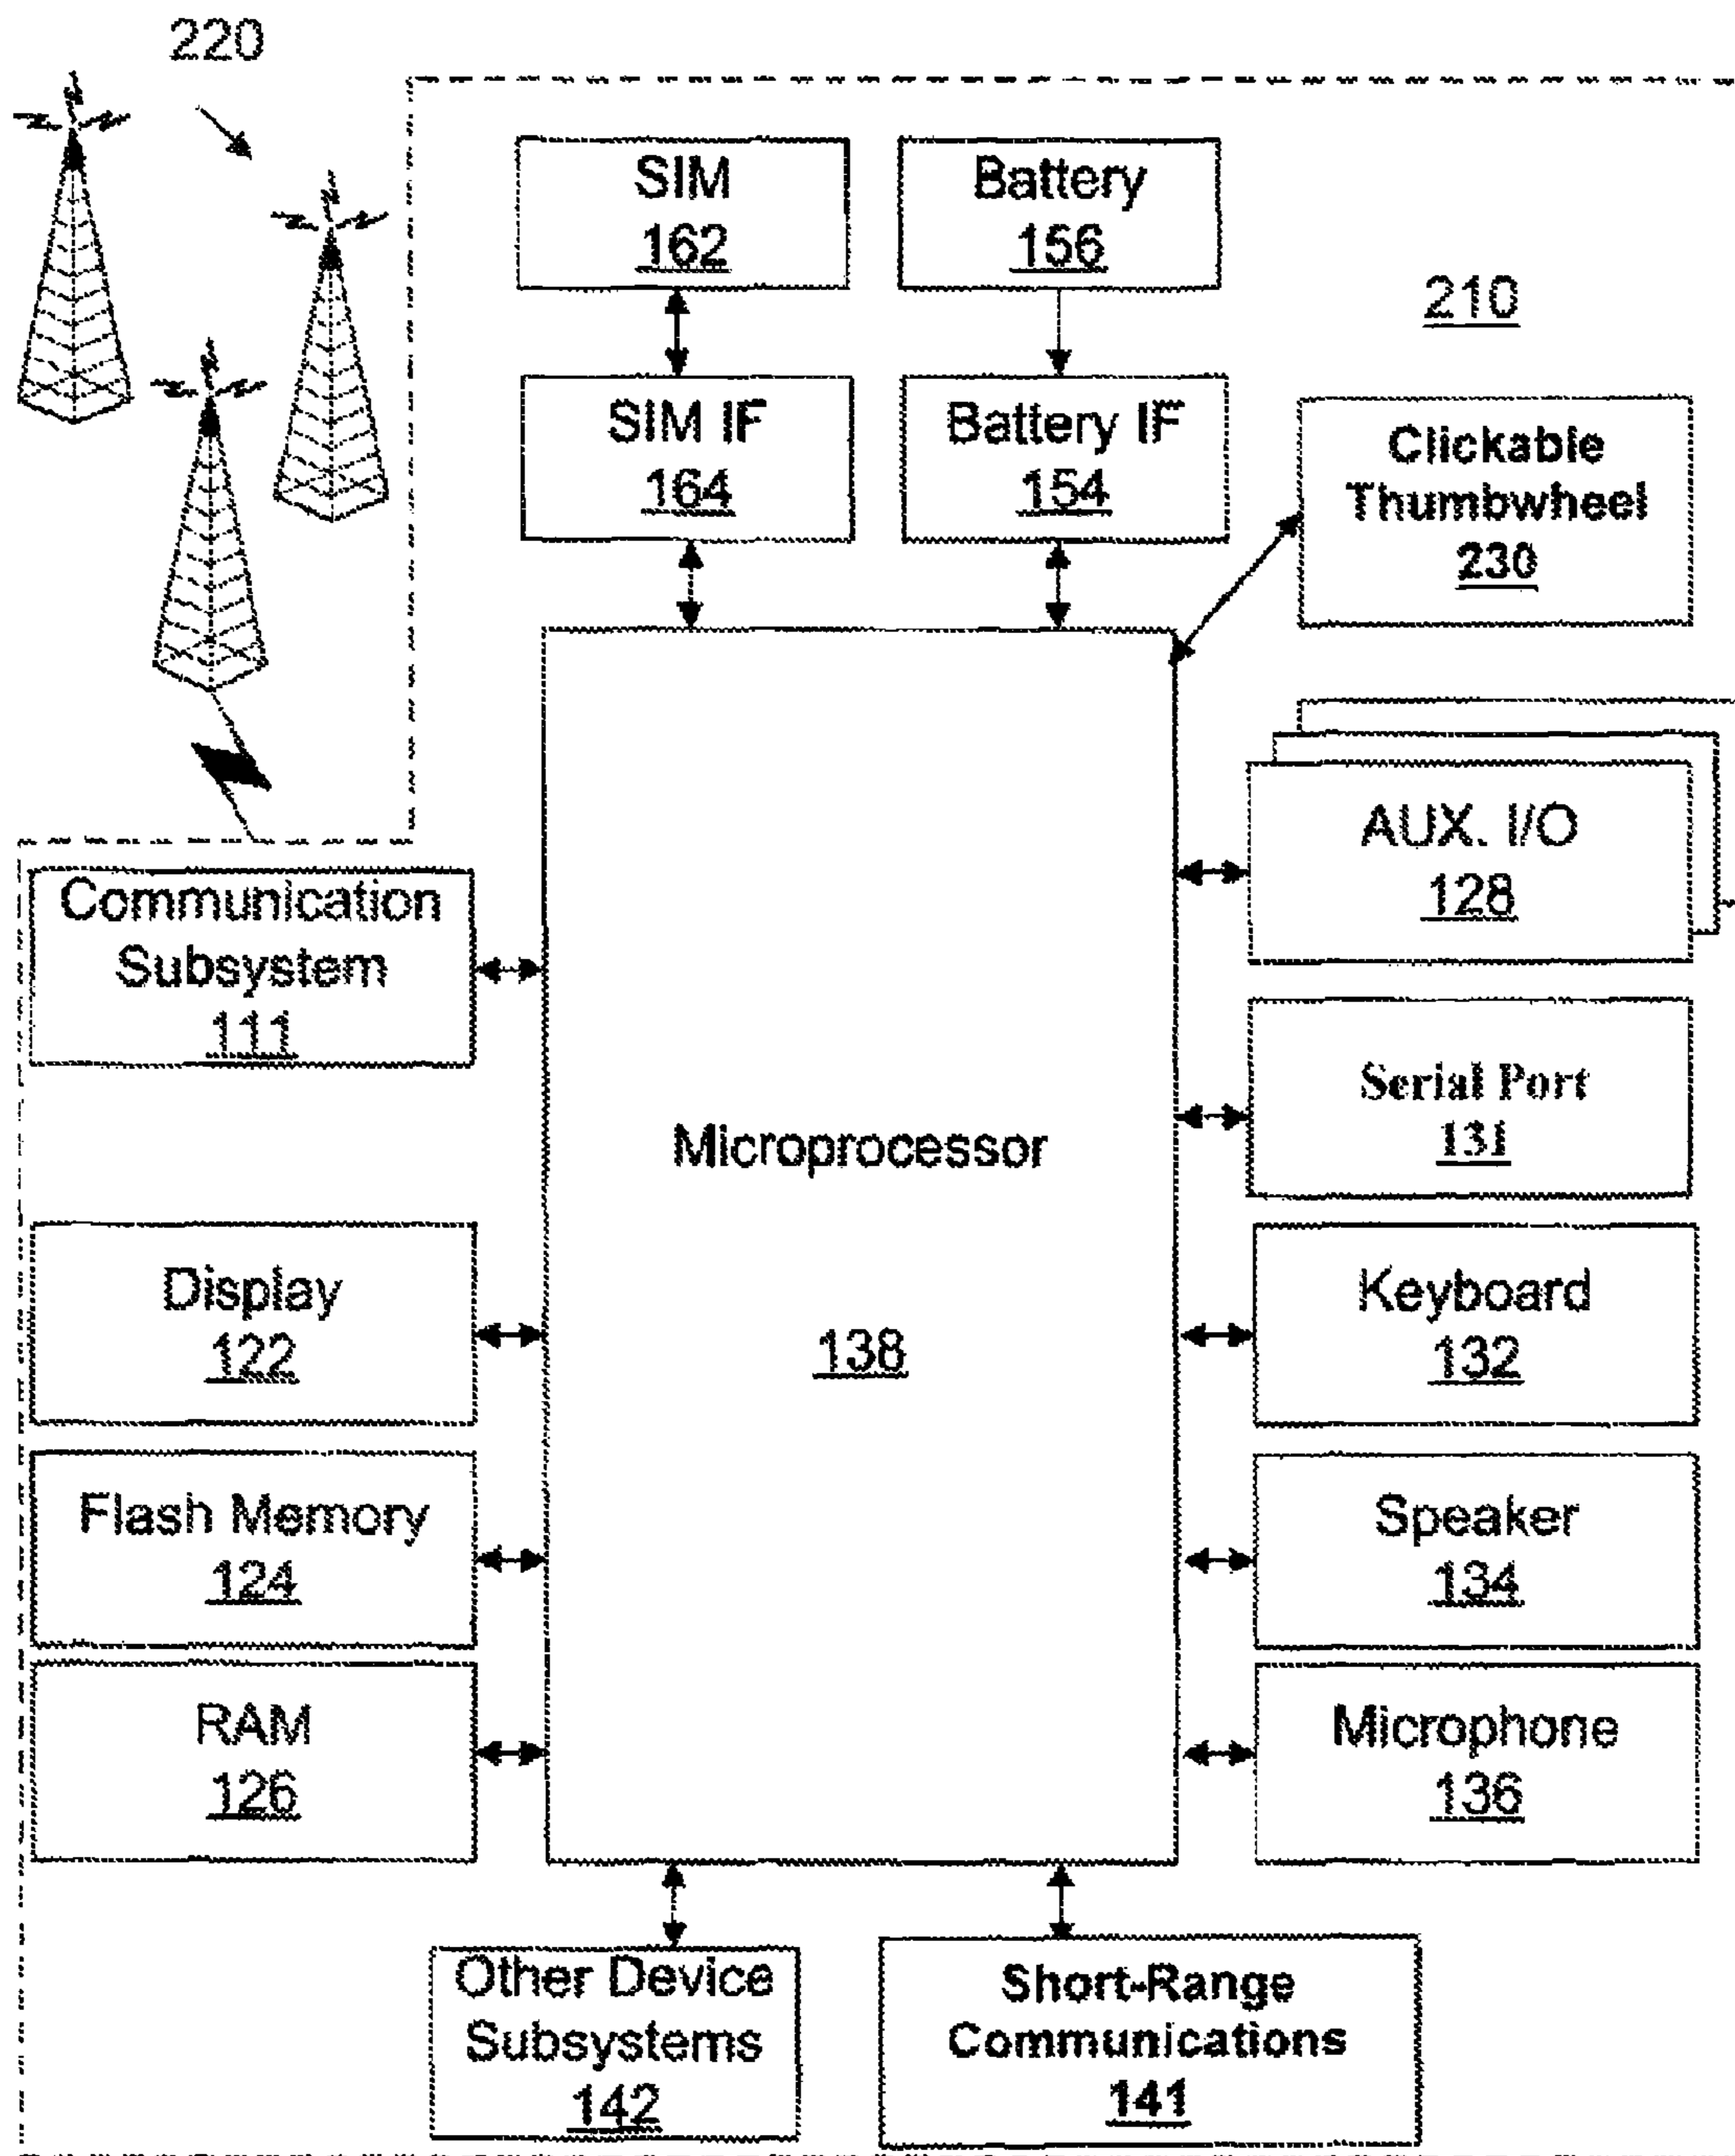 220
SIM
162
Battery
156
210
SIM IF
164
Battery IF
154
Clickable
Thumbwheel
230
AUX. I/O
128
Communication
Subsystem
111
Serial Port
131
Microprocessor
138
Display
122
Keyboard
132
Flash Memory
124
Speaker
134
RAM
126
Microphone
136
Other Device
Subsystems
142
Short-Range
Communications
141